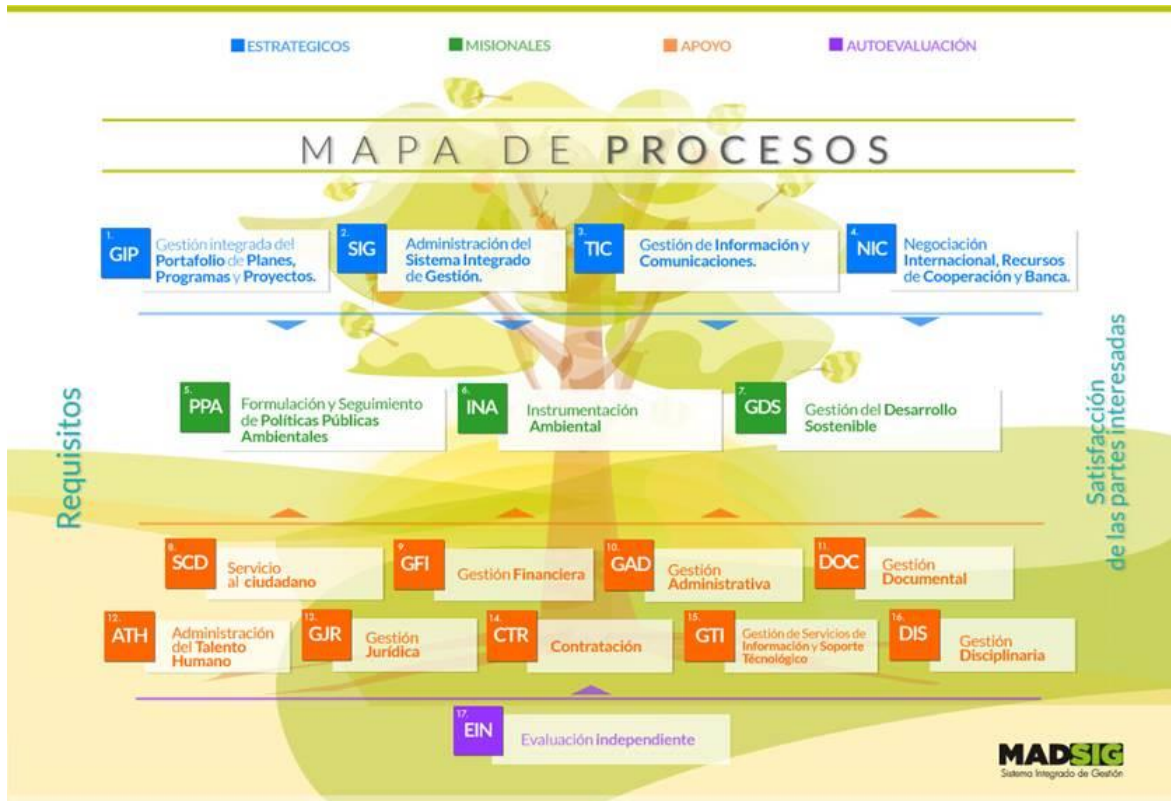 ESTRATEGICOS
MISIONALES
APOYO
AUTOEVALUACIÓN
MAPA DE PROCESOS
1.
GIP
Gestión integrada del
Portafolio de Planes,
Programas y Proyectos.
2.
SIG
Administración del
Sistema Integrado
de Gestión.
3.
TIC
Gestión de Información y
Comunicaciones.
4.
NIC
Negociación
Internacional, Recursos
de Cooperación y Banca.
Requisitos
5.
PPA
Formulación y Seguimiento
de Políticas Públicas
Ambientales
6.
INA
Instrumentación
Ambiental
7.
GDS
Gestión del Desarrollo
Sostenible
Satisfacción
de las partes interesadas
8.
SCD
Servicio
al ciudadano
9.
GFI
Gestión Financiera
10.
GAD
Gestión
Administrativa
11.
DOC
Gestión
Documental
12.
ATH
Administración
del Talento
Humano
13.
GJR
Gestión
Jurídica
14.
CTR
Contratación
15.
GTI
Gestión de Servicios de
Información y Soporte
Técnológico
16.
DIS
Gestión
Disciplinaria
17.
EIN
Evaluación independiente
MADSIG
Sistema Integrado de Gestión